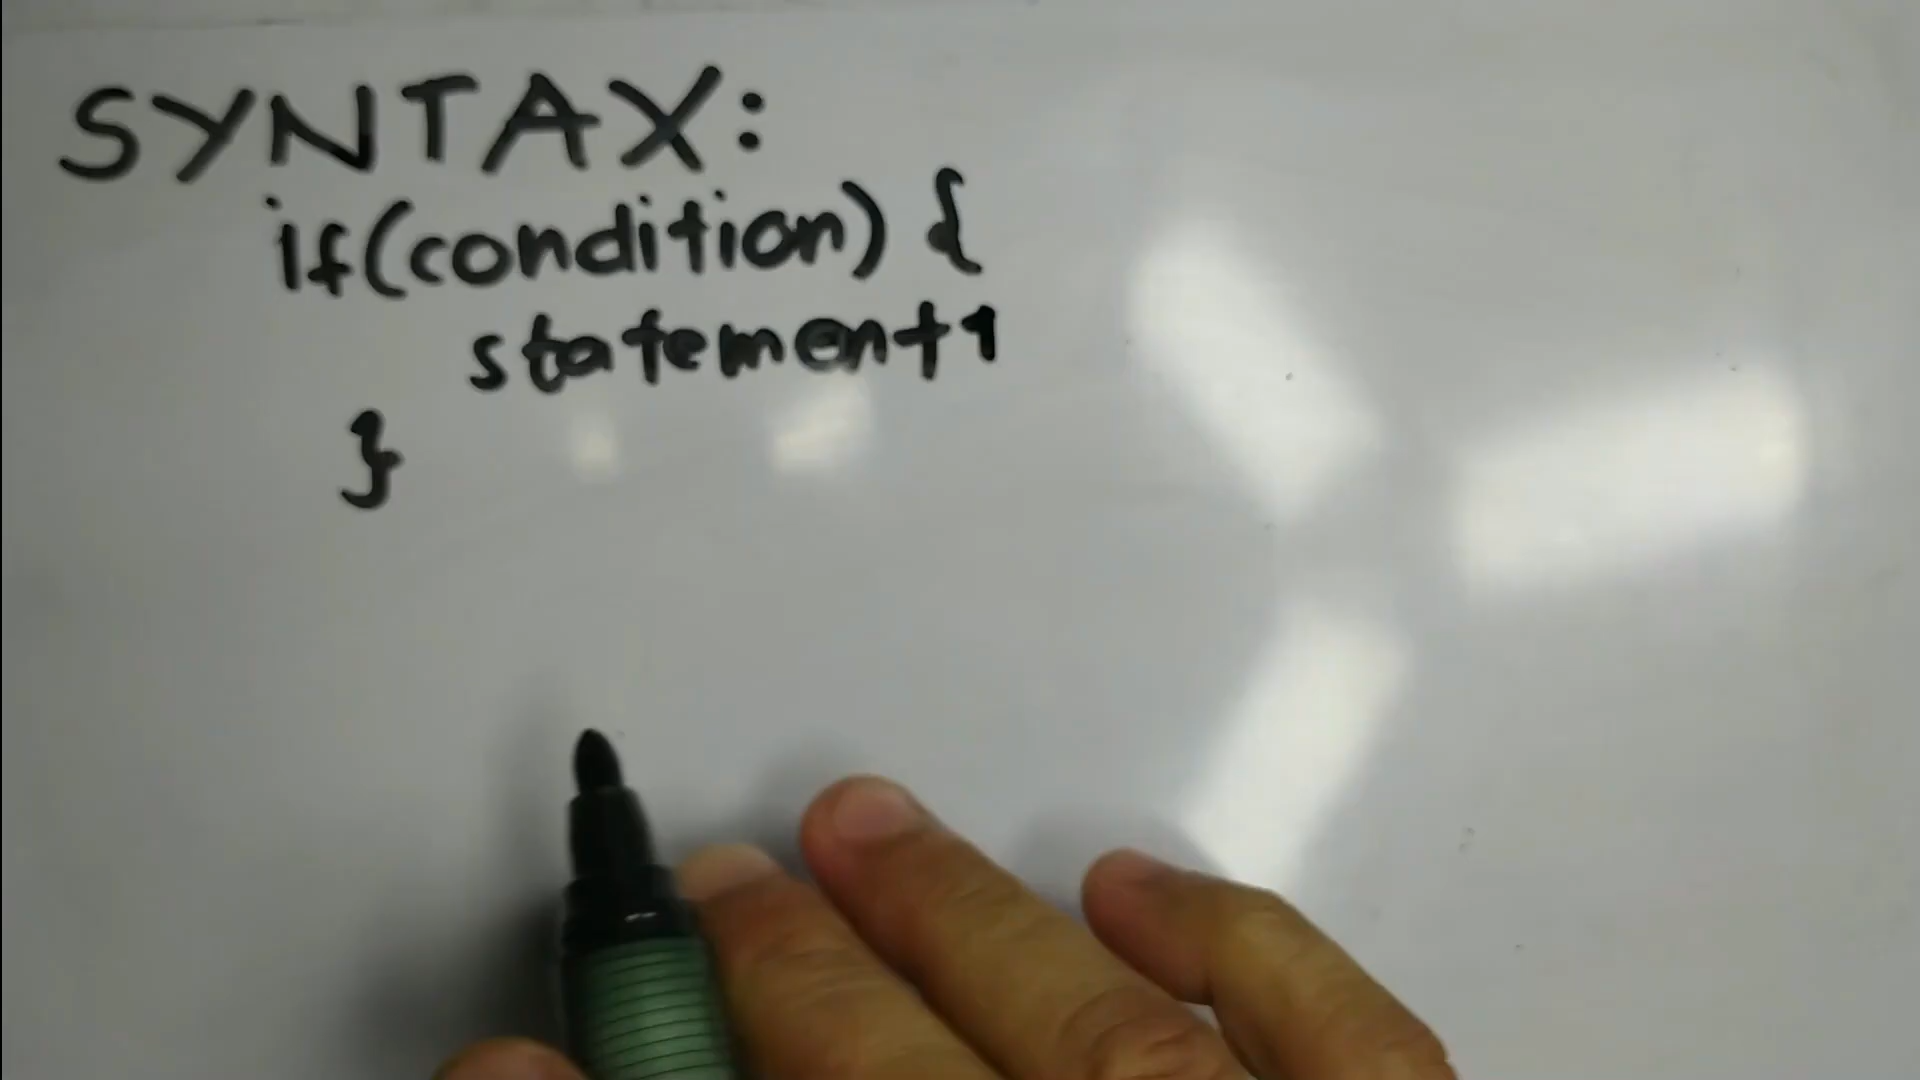 SYNTAX:
if(condition) {
statement1
}